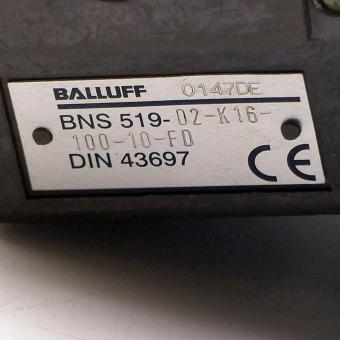 BALLUFF 0147DE
BNS 519-D2-K16-
100-10-FD
DIN 43697 CE